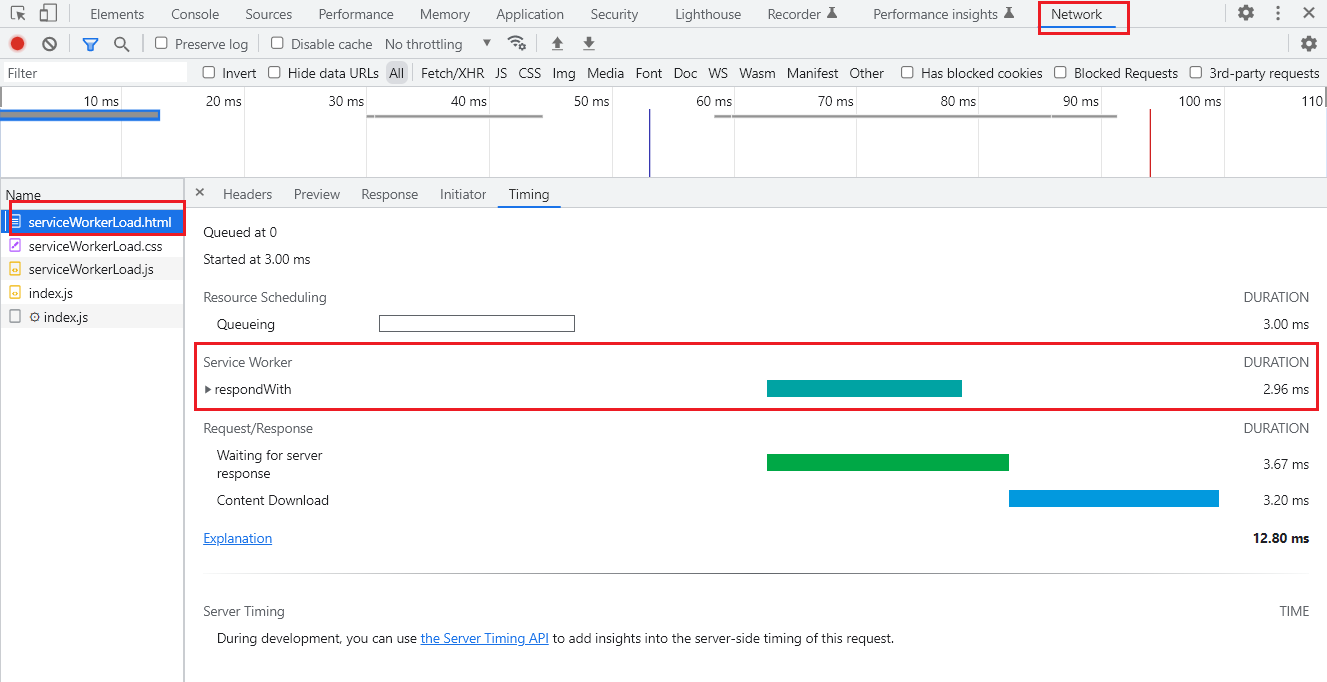 Elements Console Sources Performance Memory Application Security Lighthouse Recorder Performance insights Network
Preserve log Disable cache No throttling
Filter Invert Hide data URLs All Fetch/XHR JS CSS Img Media Font Doc WS Wasm Manifest Other Has blocked cookies Blocked Requests 3rd-party requests
10 ms 20 ms 30 ms 40 ms 50 ms 60 ms 70 ms 80 ms 90 ms 100 ms 110
Name
serviceWorkerLoad.html
serviceWorkerLoad.css
serviceWorkerLoad.js
index.js
index.js
Headers Preview Response Initiator Timing
Queued at 0
Started at 3.00 ms
Resource Scheduling DURATION
Queueing 3.00 ms
Service Worker DURATION
respondWith 2.96 ms
Request/Response DURATION
Waiting for server
response 3.67 ms
Content Download 3.20 ms
Explanation 12.80 ms
Server Timing TIME
During development, you can use the Server Timing API to add insights into the server-side timing of this request.